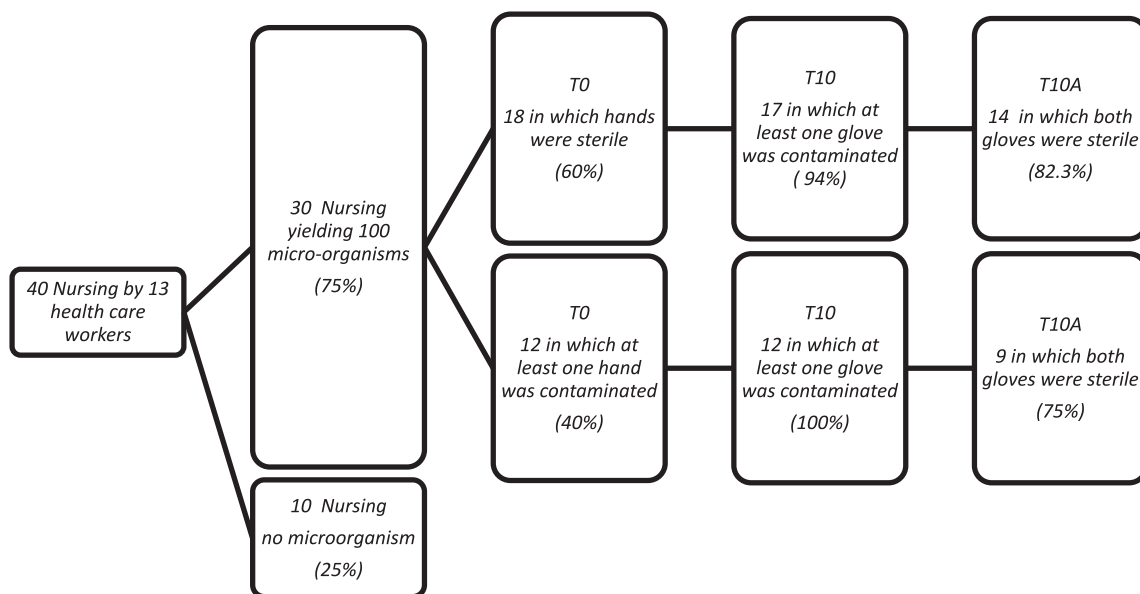 40 Nursing by 13
health care
workers
30 Nursing
yielding 100
micro-organisms
(75%)
10 Nursing
no microorganism
(25%)
T0
18 in which hands
were sterile
(60%)
T10
17 in which at
least one glove
was contaminated
( 94%)
T10A
14 in which both
gloves were sterile
(82.3%)
T0
12 in which at
least one hand
was contaminated
(40%)
T10
12 in which at
least one glove
was contaminated
(100%)
T10A
9 in which both
gloves were sterile
(75%)